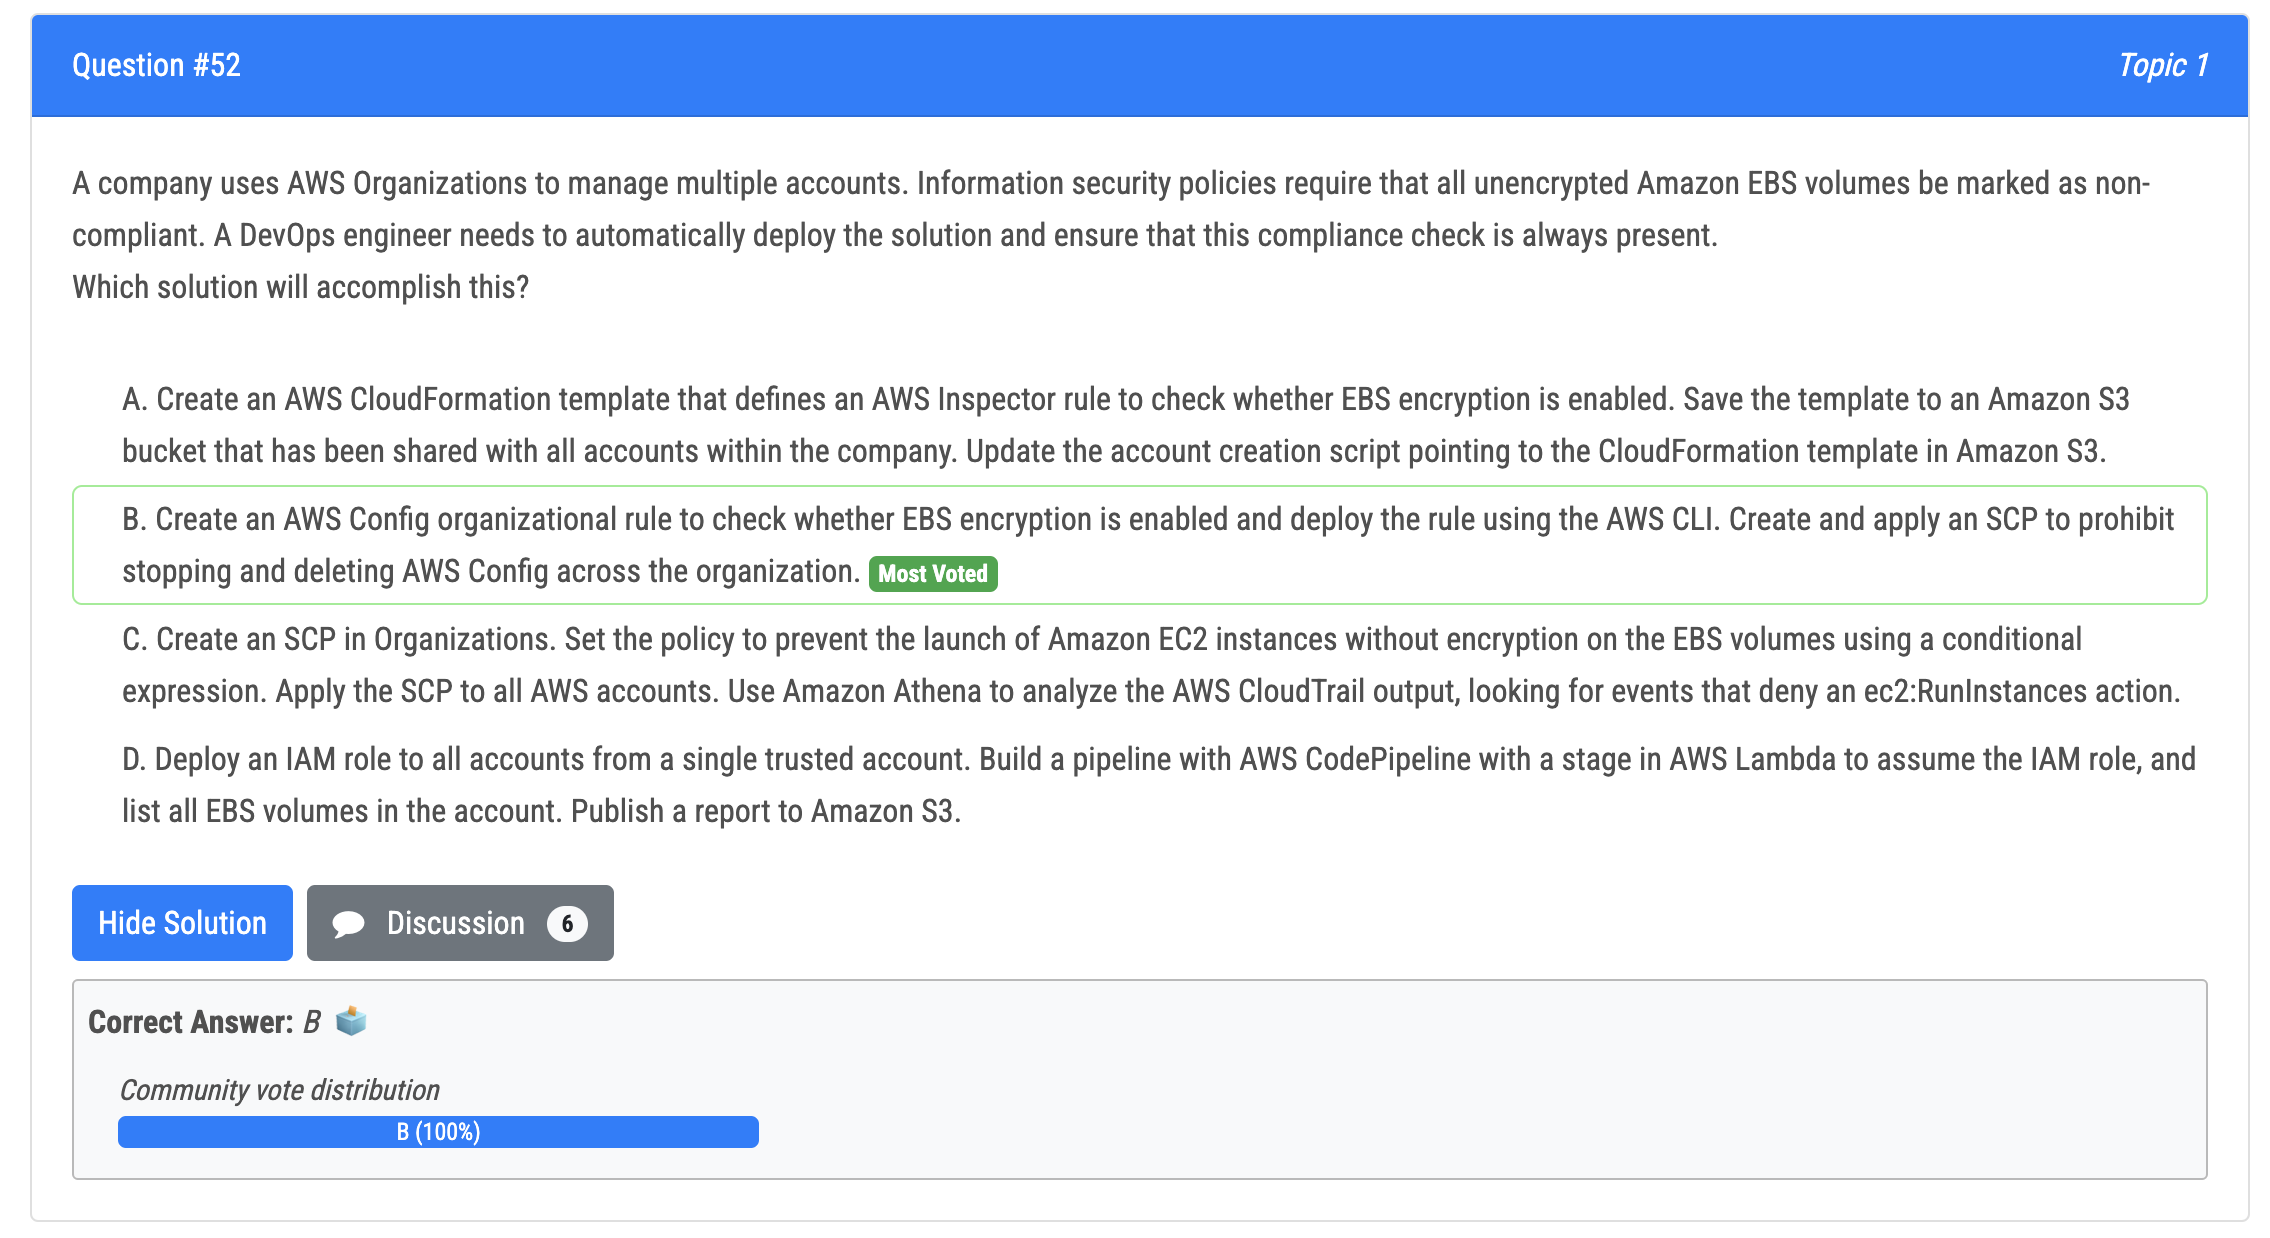 Question #52
Topic 1
A company uses AWS Organizations to manage multiple accounts. Information security policies require that all unencrypted Amazon EBS volumes be marked as non-
compliant. A DevOps engineer needs to automatically deploy the solution and ensure that this compliance check is always present.
Which solution will accomplish this?
A. Create an AWS CloudFormation template that defines an AWS Inspector rule to check whether EBS encryption is enabled. Save the template to an Amazon S3
bucket that has been shared with all accounts within the company. Update the account creation script pointing to the CloudFormation template in Amazon S3.
B. Create an AWS Config organizational rule to check whether EBS encryption is enabled and deploy the rule using the AWS CLI. Create and apply an SCP to prohibit
stopping and deleting AWS Config across the organization. Most Voted
C. Create an SCP in Organizations. Set the policy to prevent the launch of Amazon EC2 instances without encryption on the EBS volumes using a conditional
expression. Apply the SCP to all AWS accounts. Use Amazon Athena to analyze the AWS CloudTrail output, looking for events that deny an ec2:RunInstances action.
D. Deploy an IAM role to all accounts from a single trusted account. Build a pipeline with AWS CodePipeline with a stage in AWS Lambda to assume the IAM role, and
list all EBS volumes in the account. Publish a report to Amazon S3.
Hide Solution
Discussion 6
Correct Answer: B
Community vote distribution
B (100%)